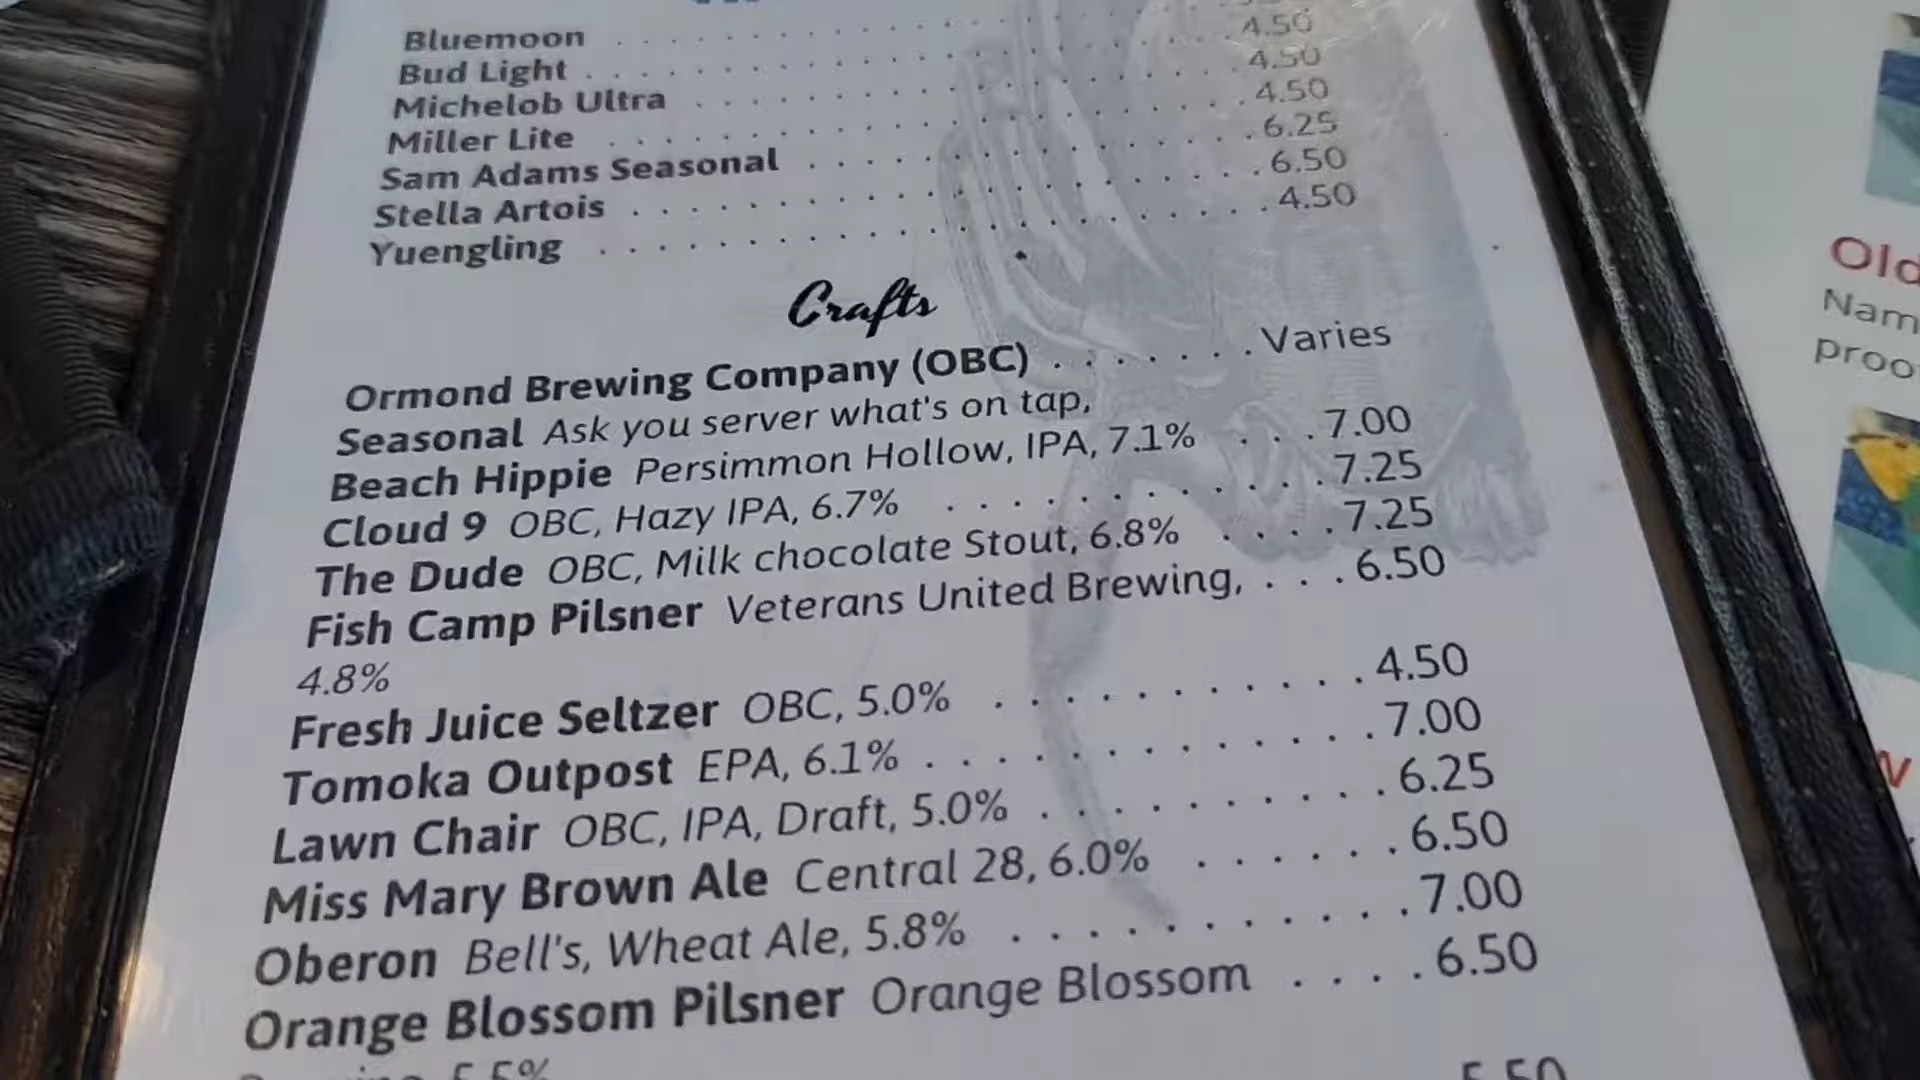 Bluemoon
Bud Light . . . . . . . . . . 4.50
Michelob Ultra . . . . . . . . . . 4.50
Miller Lite . . . . . . . . . . 4.50
Sam Adams Seasonal . . . . . . . . . . 6.25
Stella Artois . . . . . . . . . . 6.50
Yuengling . . . . . . . . . . 4.50
Crafts
Ormond Brewing Company (OBC) . . . . . . . Varies
Seasonal Ask you server what's on tap,
Beach Hippie Persimmon Hollow, IPA, 7.1% . . . 7.00
Cloud 9 OBC, Hazy IPA, 6.7% . . . . . . . . . . 7.25
The Dude OBC, Milk chocolate Stout, 6.8% . . . . 7.25
Fish Camp Pilsner Veterans United Brewing, . . . 6.50
4.8%
Fresh Juice Seltzer OBC, 5.0% . . . . . . . . . . 4.50
Tomoka Outpost EPA, 6.1% . . . . . . . . . . 7.00
Lawn Chair OBC, IPA, Draft, 5.0% . . . . . . . . . . 6.25
Miss Mary Brown Ale Central 28, 6.0% . . . . . . 6.50
Oberon Bell's, Wheat Ale, 5.8% . . . . . . . . . . 7.00
Orange Blossom Pilsner Orange Blossom . . . . 6.50
Old